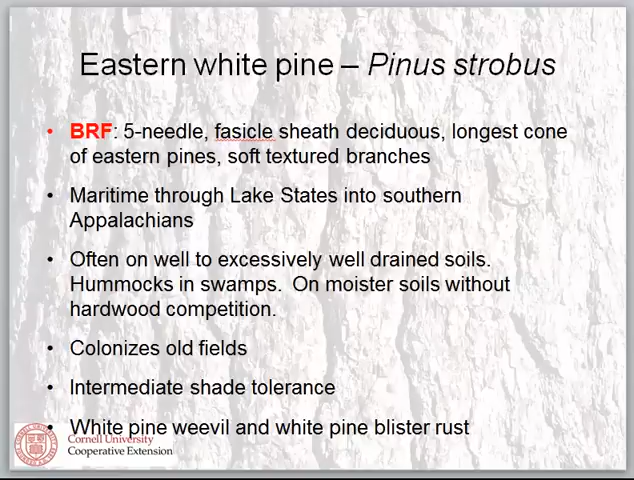 Eastern white pine – Pinus strobus
• BRF: 5-needle, fasicle sheath deciduous, longest cone
of eastern pines, soft textured branches
• Maritime through Lake States into southern
Appalachians
• Often on well to excessively well drained soils.
Hummocks in swamps.  On moister soils without
hardwood competition.
• Colonizes old fields
• Intermediate shade tolerance
• White pine weevil and white pine blister rust
Cornell University
Cooperative Extension